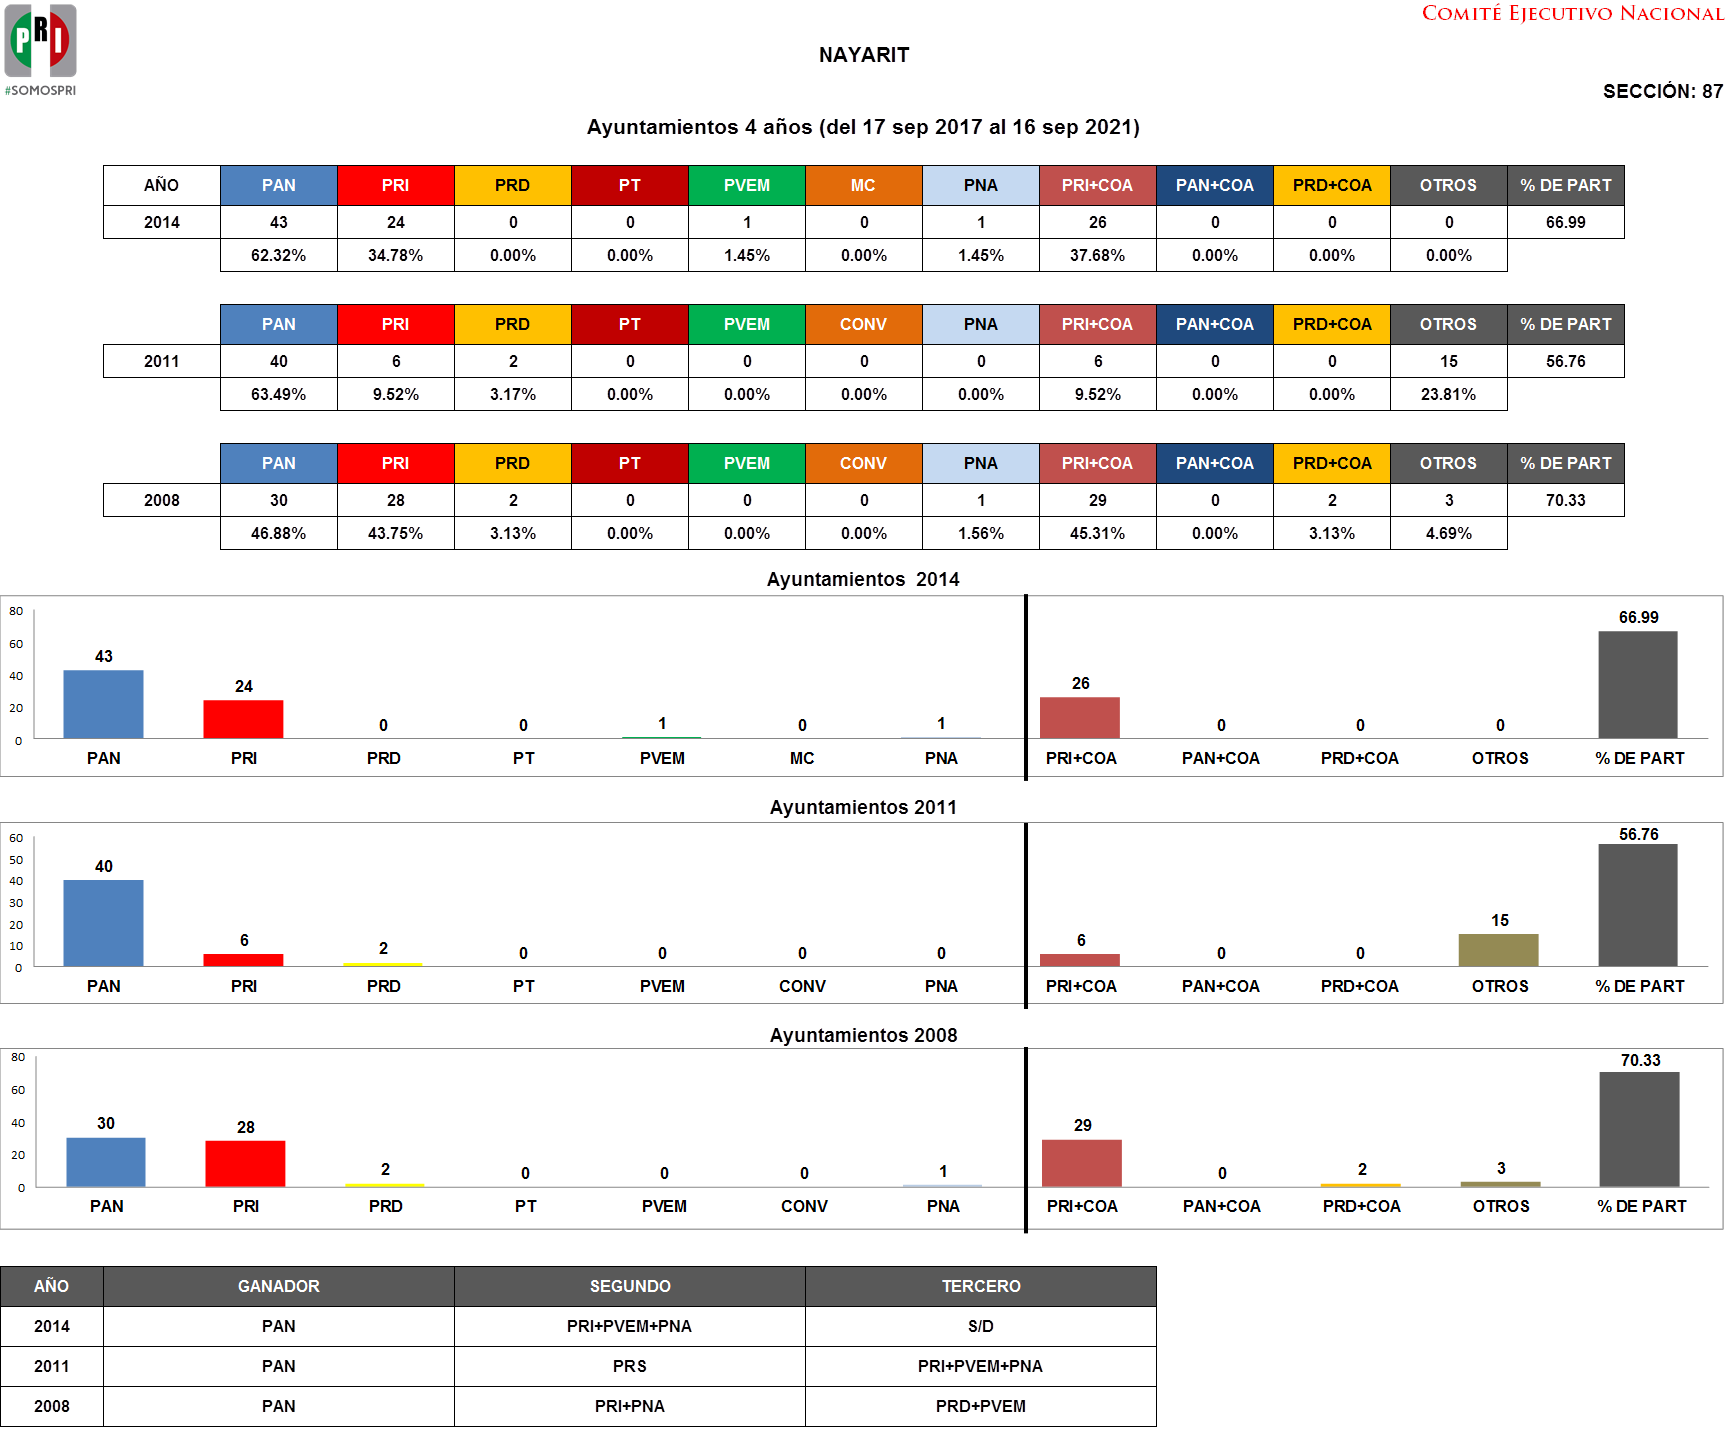 COMITÉ EJECUTIVO NACIONAL
PRI
#SOMOSPRI
NAYARIT
SECCIÓN: 87
Ayuntamientos 4 años (del 17 sep 2017 al 16 sep 2021)
AÑO PAN PRI PRD PT PVEM MC PNA PRI+COA PAN+COA PRD+COA OTROS % DE PART
2014 43 24 0 0 1 0 1 26 0 0 0 66.99
62.32% 34.78% 0.00% 0.00% 1.45% 0.00% 1.45% 37.68% 0.00% 0.00% 0.00%
PAN PRI PRD PT PVEM CONV PNA PRI+COA PAN+COA PRD+COA OTROS % DE PART
2011 40 6 2 0 0 0 0 6 0 0 15 56.76
63.49% 9.52% 3.17% 0.00% 0.00% 0.00% 0.00% 9.52% 0.00% 0.00% 23.81%
PAN PRI PRD PT PVEM CONV PNA PRI+COA PAN+COA PRD+COA OTROS % DE PART
2008 30 28 2 0 0 0 1 29 0 2 3 70.33
46.88% 43.75% 3.13% 0.00% 0.00% 0.00% 1.56% 45.31% 0.00% 3.13% 4.69%
Ayuntamientos 2014
80
60
40
20
0
43 24 0 0 1 0 1 26 0 0 0 66.99
PAN PRI PRD PT PVEM MC PNA PRI+COA PAN+COA PRD+COA OTROS % DE PART
Ayuntamientos 2011
60
50
40
30
20
10
0
40 6 2 0 0 0 0 6 0 0 15 56.76
PAN PRI PRD PT PVEM CONV PNA PRI+COA PAN+COA PRD+COA OTROS % DE PART
Ayuntamientos 2008
80
60
40
20
0
30 28 2 0 0 0 1 29 0 2 3 70.33
PAN PRI PRD PT PVEM CONV PNA PRI+COA PAN+COA PRD+COA OTROS % DE PART
AÑO GANADOR SEGUNDO TERCERO
2014 PAN PRI+PVEM+PNA S/D
2011 PAN PRS PRI+PVEM+PNA
2008 PAN PRI+PNA PRD+PVEM